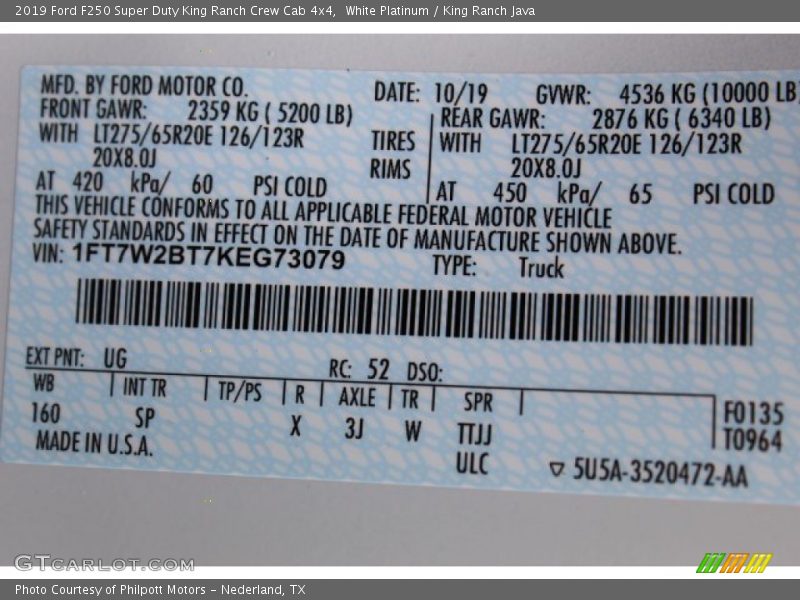 2019 Ford F250 Super Duty King Ranch Crew Cab 4x4, White Platinum / King Ranch Java
MFD. BY FORD MOTOR CO. DATE: 10/19 GVWR: 4536 KG (10000 LB)
FRONT GAWR: 2359 KG ( 5200 LB) REAR GAWR: 2876 KG ( 6340 LB)
WITH LT275/65R20E 126/123R TIRES WITH LT275/65R20E 126/123R
20X8.0J RIMS 20X8.0J
AT 420 kPa/ 60 PSI COLD AT 450 kPa/ 65 PSI COLD
THIS VEHICLE CONFORMS TO ALL APPLICABLE FEDERAL MOTOR VEHICLE
SAFETY STANDARDS IN EFFECT ON THE DATE OF MANUFACTURE SHOWN ABOVE.
VIN: 1FT7W2BT7KEG73079 TYPE: Truck
EXT PNT: UG RC: 52 DSO:
WB INT TR TP/PS R AXLE TR SPR F0135
160 SP X 3J W TTJJ T0964
MADE IN U.S.A. ULC ▽ 5U5A-3520472-AA
GTCARLOT.COM
Photo Courtesy of Philpott Motors - Nederland, TX